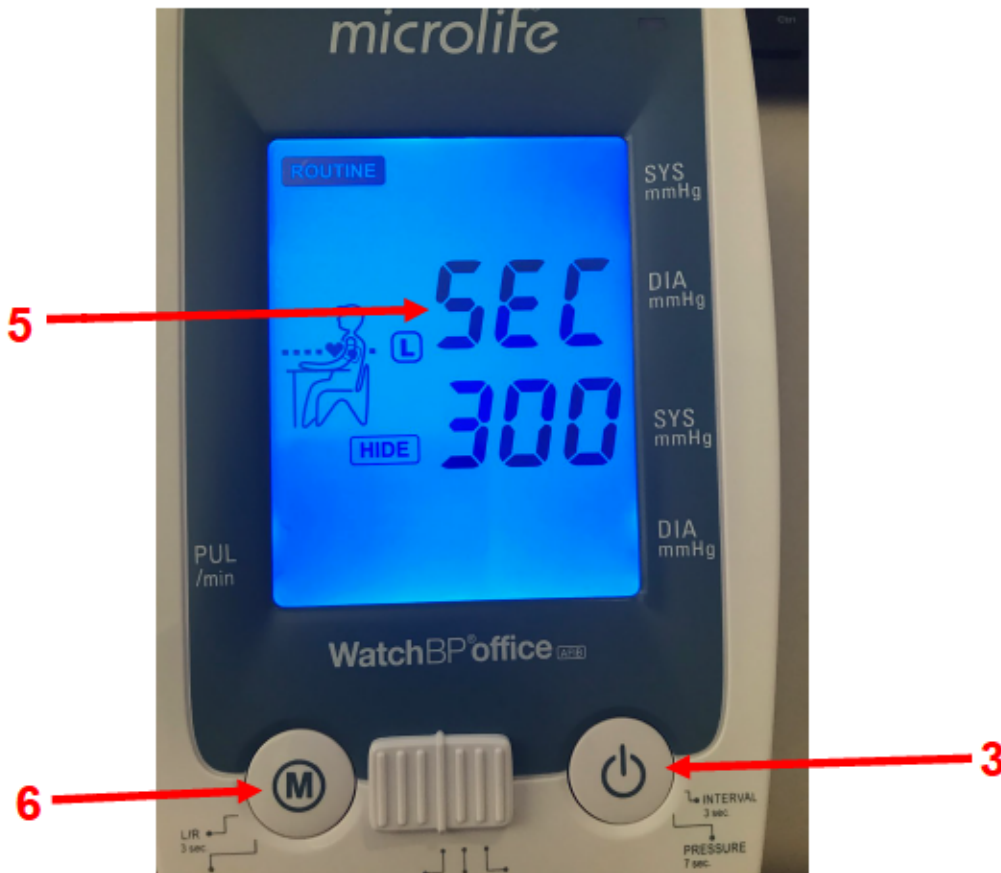 microlife
ROUTINE
SYS
mmHg
SEC
DIA
mmHg
5
L
300
SYS
mmHg
HIDE
DIA
mmHg
PUL
/min
WatchBP®office AFIB
M
3
6
INTERVAL
3 sec.
L/R
3 sec.
PRESSURE
7 sec.